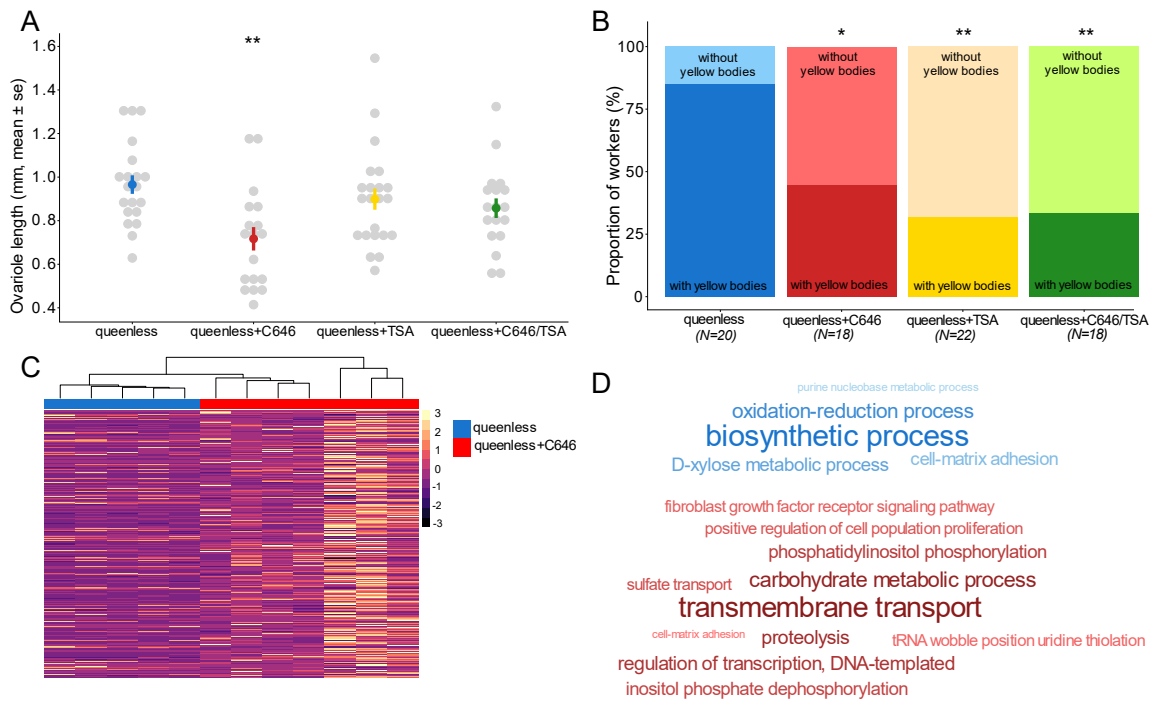 A
Ovariole length (mm, mean ± se)
**
1.6
1.4
1.2
1.0
0.8
0.6
0.4
queenless
queenless+C646
queenless+TSA
queenless+C646/TSA
B
Proportion of workers (%)
*
**
**
100
75
50
25
0
without
yellow bodies
without
yellow bodies
without
yellow bodies
without
yellow bodies
with yellow bodies
with yellow bodies
with yellow bodies
with yellow bodies
queenless
(N=20)
queenless+C646
(N=18)
queenless+TSA
(N=22)
queenless+C646/TSA
(N=18)
C
3
2
1
0
-1
-2
-3
queenless
queenless+C646
D
purine nucleobase metabolic process
oxidation-reduction process
biosynthetic process
D-xylose metabolic process
cell-matrix adhesion
fibroblast growth factor receptor signaling pathway
positive regulation of cell population proliferation
phosphatidylinositol phosphorylation
sulfate transport
carbohydrate metabolic process
transmembrane transport
cell-matrix adhesion
proteolysis
tRNA wobble position uridine thiolation
regulation of transcription, DNA-templated
inositol phosphate dephosphorylation